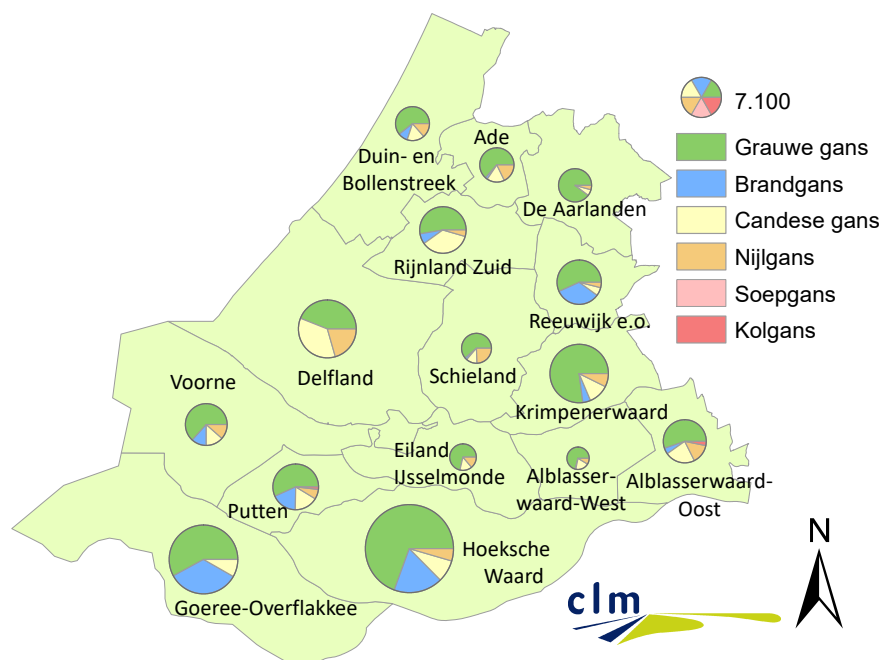 7.100
Grauwe gans
Brandgans
Candese gans
Nijlgans
Soepgans
Kolgans
Duin- en
Bollenstreek
Ade
De Aarlanden
Rijnland Zuid
Reeuwijk e.o.
Delfland
Schieland
Krimpenerwaard
Voorne
Eiland
IJsselmonde
Alblasser-
waard-West
Alblasserwaard-
Oost
Putten
Hoeksche
Waard
Goeree-Overflakkee
clm
N